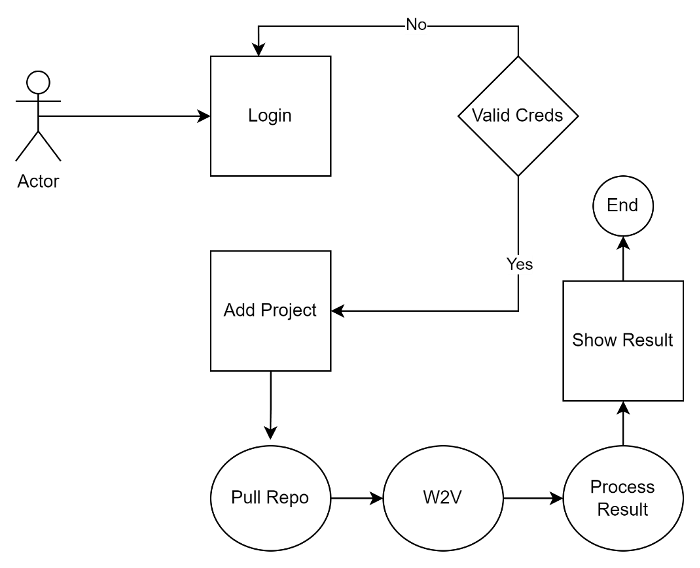 No
Login
Valid Creds
Actor
End
Yes
Add Project
Show Result
Pull Repo
W2V
Process
Result